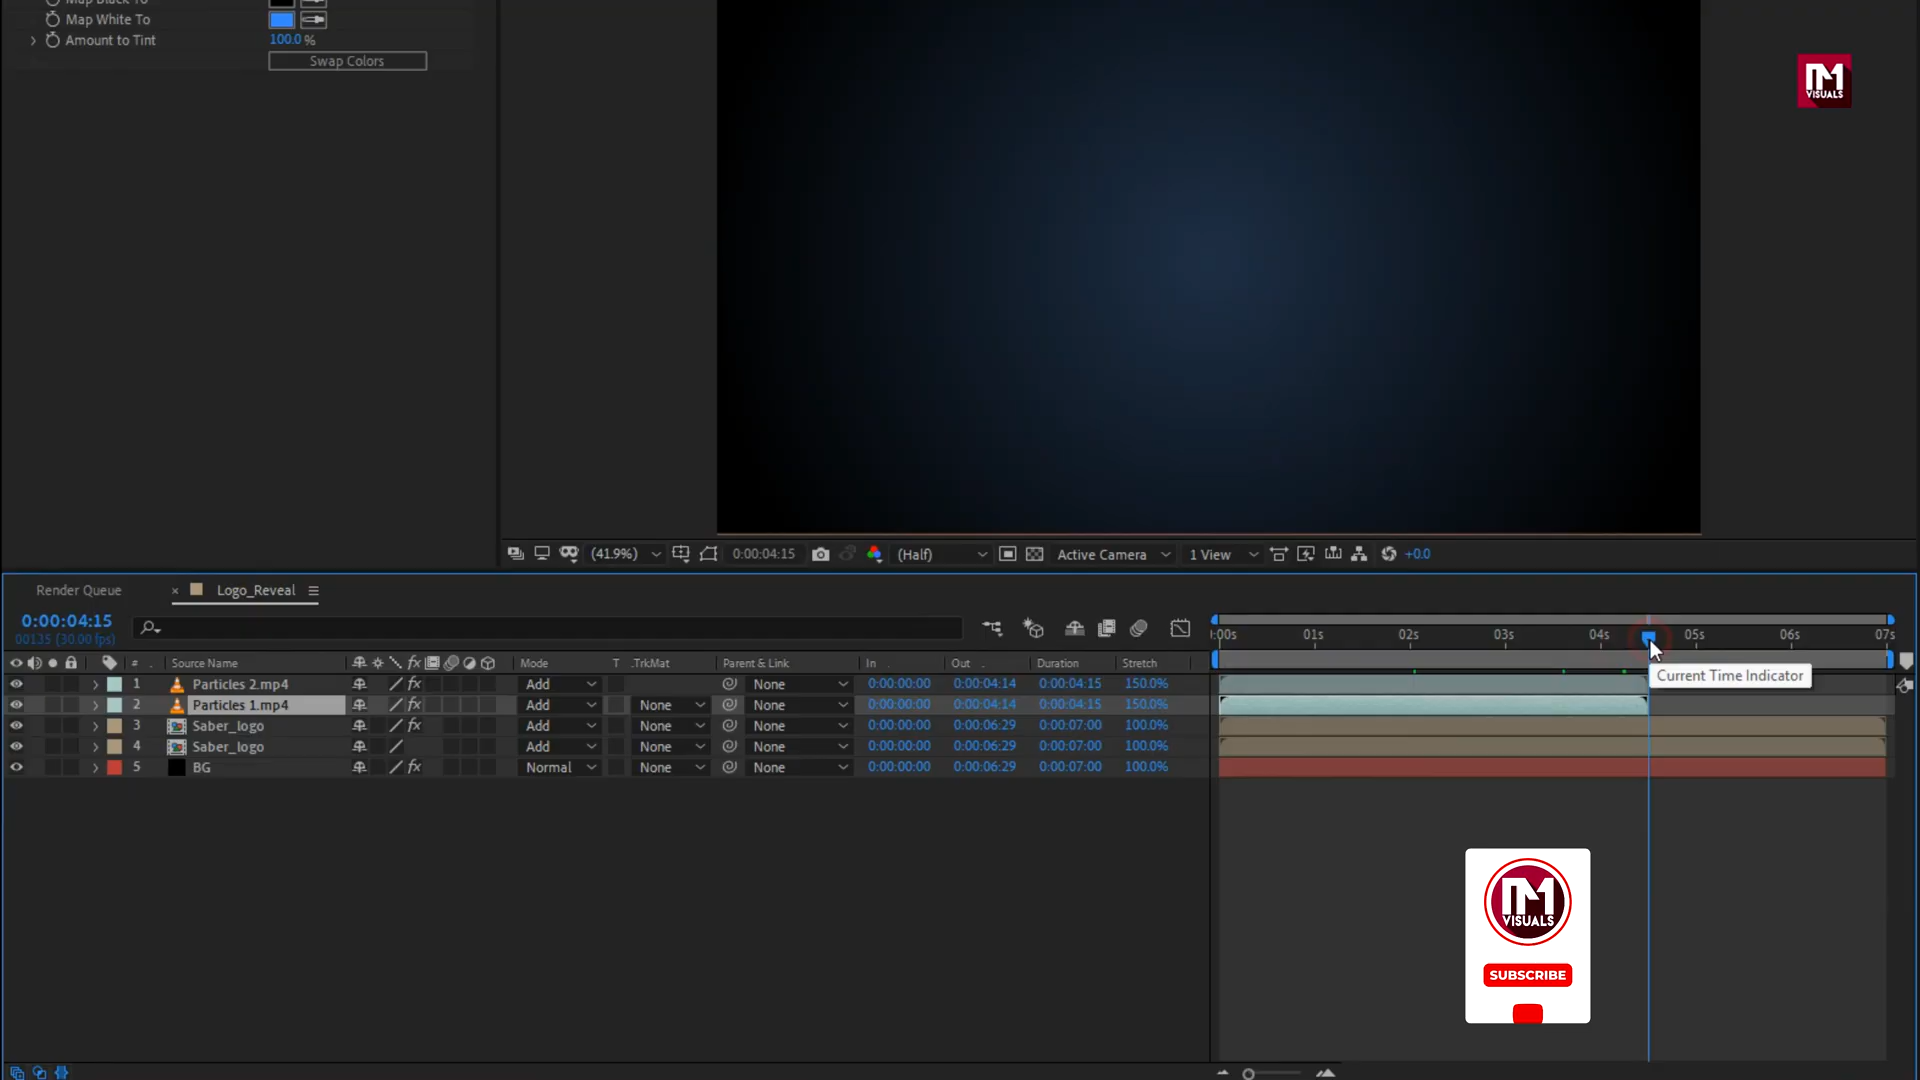 Map Black To
Map White To
Amount to Tint 100.0 %
Swap Colors
IM VISUALS
(41.9%) 0:00:04:15 (Half) Active Camera 1 View +0.0
Render Queue × Logo_Reveal
0:00:04:15
00135 (30.00 fps)
:00s 01s 02s 03s 04s 05s 06s 07s
# Source Name fx Mode T .TrkMat Parent & Link In Out Duration Stretch
1 Particles 2.mp4 fx Add None 0:00:00:00 0:00:04:14 0:00:04:15 150.0%
2 Particles 1.mp4 fx Add None None 0:00:00:00 0:00:04:14 0:00:04:15 150.0%
3 Saber_logo fx Add None None 0:00:00:00 0:00:06:29 0:00:07:00 100.0%
4 Saber_logo Add None None 0:00:00:00 0:00:06:29 0:00:07:00 100.0%
5 BG fx Normal None None 0:00:00:00 0:00:06:29 0:00:07:00 100.0%
Current Time Indicator
IM VISUALS
SUBSCRIBE